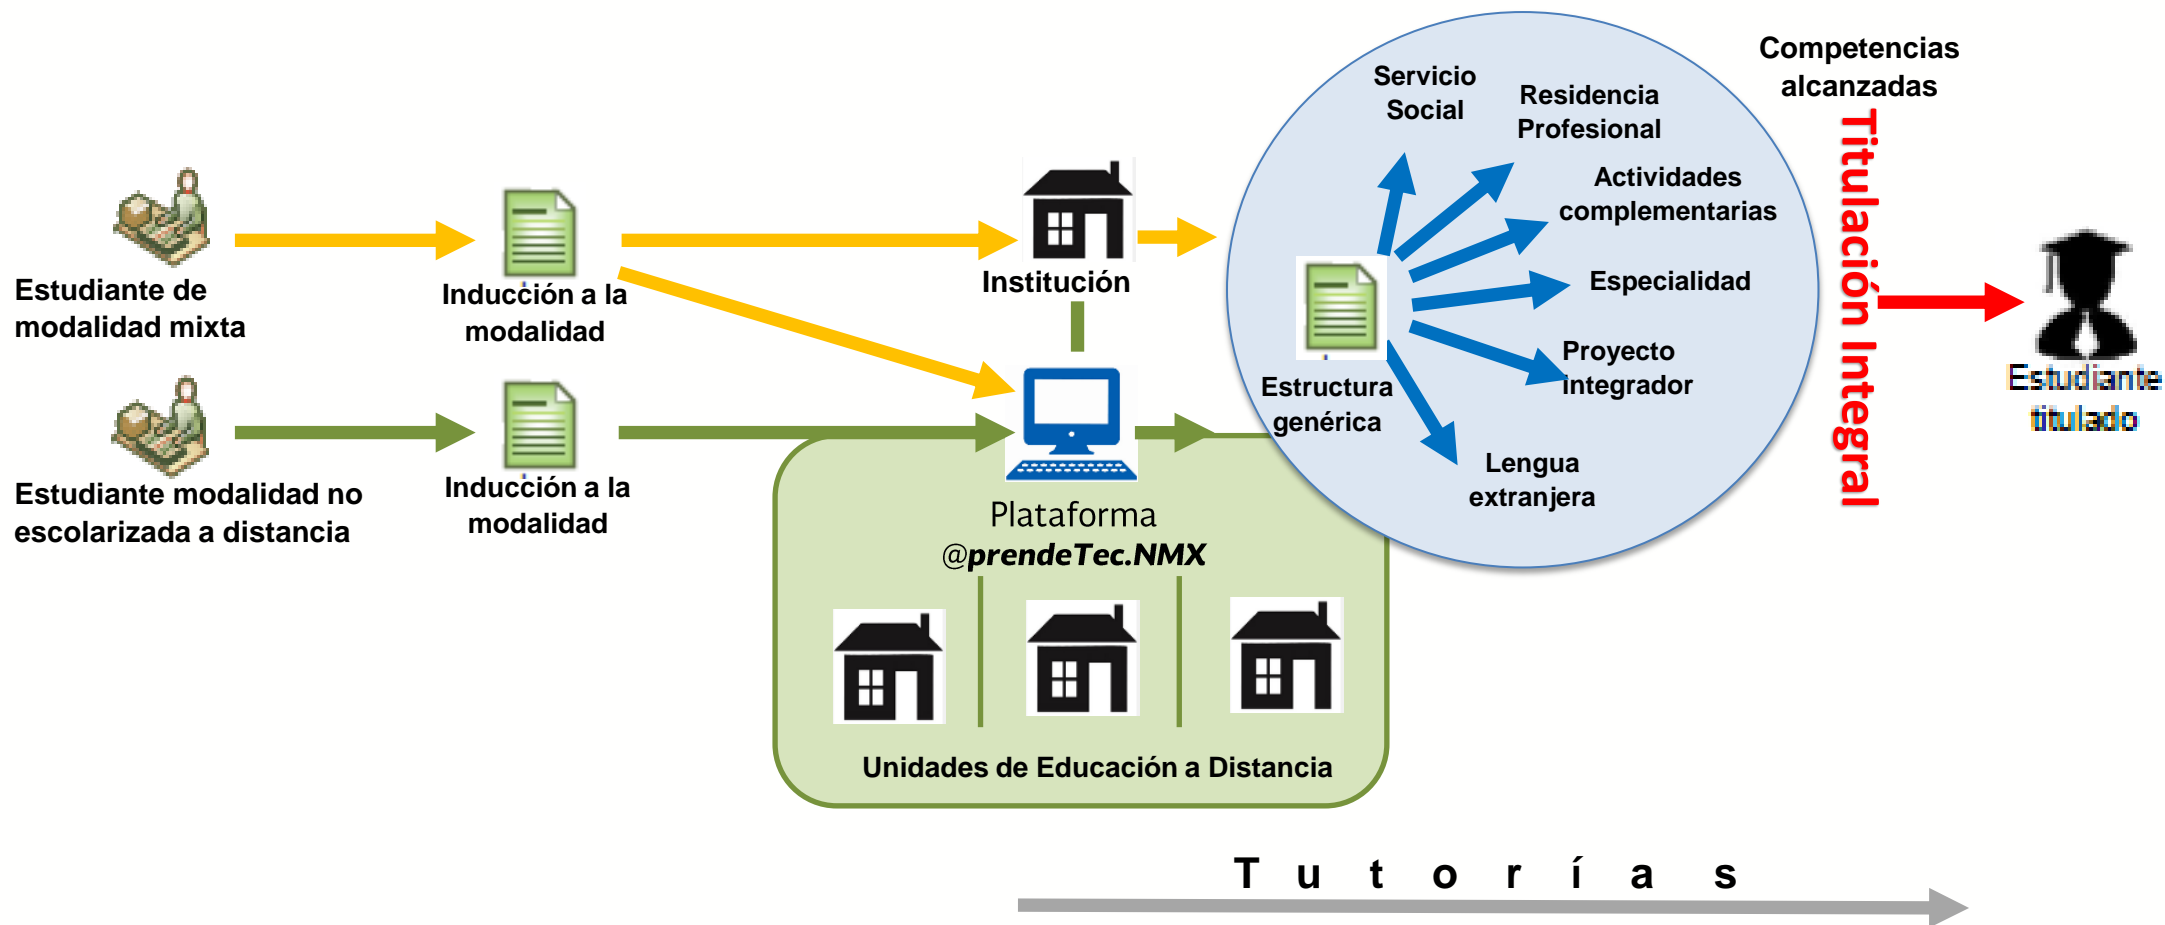 Estudiante de
modalidad mixta
Inducción a la
modalidad
Institución
Estudiante modalidad no
escolarizada a distancia
Inducción a la
modalidad
Plataforma
@prendeTec.NMX
Unidades de Educación a Distancia
Servicio
Social
Residencia
Profesional
Actividades
complementarias
Especialidad
Proyecto
integrador
Lengua
extranjera
Estructura
genérica
Competencias
alcanzadas
Titulación Integral
Estudiante
titulado
Tutorías